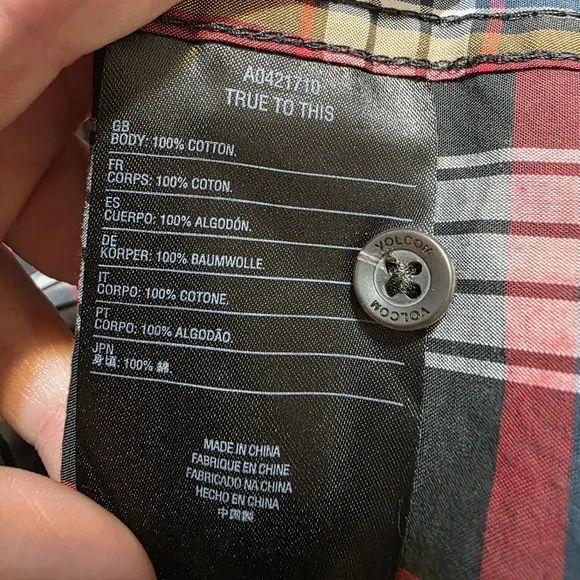 A0421710
TRUE TO THIS
GB
BODY: 100% COTTON.
FR
CORPS: 100% COTON.
ES
CUERPO: 100% ALGODÓN.
DE
KÖRPER: 100% BAUMWOLLE.
IT
CORPO: 100% COTONE.
PT
CORPO: 100% ALGODÃO.
JPN
身頃: 100% 綿.
MADE IN CHINA
FABRIQUE EN CHINE
FABRICADO NA CHINA
HECHO EN CHINA
中国製
VOLCOM
VOLCOM